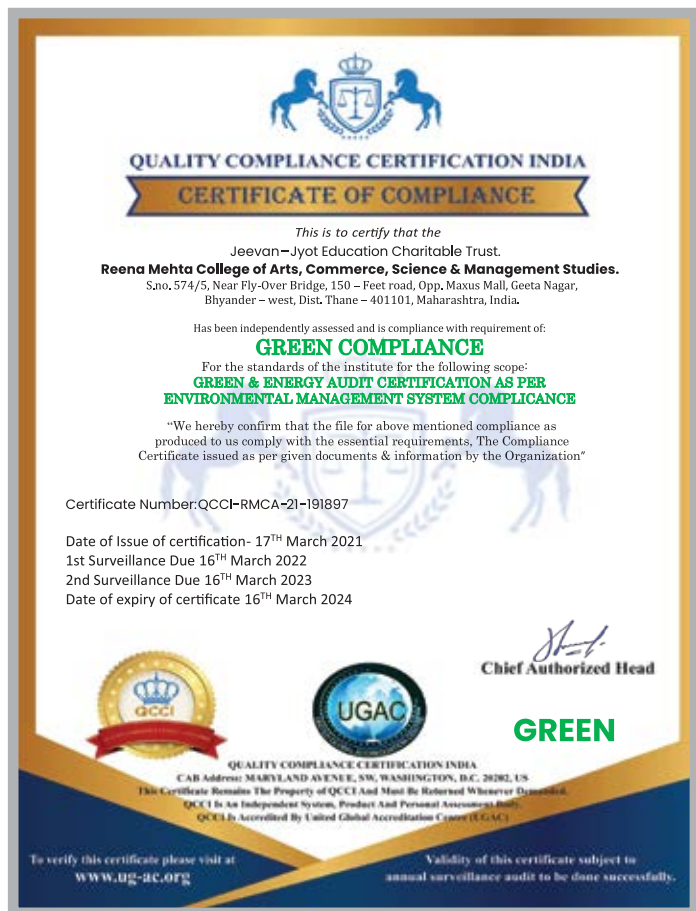 QUALITY COMPLIANCE CERTIFICATION INDIA
CERTIFICATE OF COMPLIANCE
This is to certify that the
Jeevan–Jyot Education Charitable Trust.
Reena Mehta College of Arts, Commerce, Science & Management Studies.
S.no. 574/5, Near Fly-Over Bridge, 150 – Feet road, Opp. Maxus Mall, Geeta Nagar,
Bhyander – west, Dist. Thane – 401101, Maharashtra, India.
Has been independently assessed and is compliance with requirement of:
GREEN COMPLIANCE
For the standards of the institute for the following scope:
GREEN & ENERGY AUDIT CERTIFICATION AS PER
ENVIRONMENTAL MANAGEMENT SYSTEM COMPLICANCE
“We hereby confirm that the file for above mentioned compliance as
produced to us comply with the essential requirements, The Compliance
Certificate issued as per given documents & information by the Organization"
Certificate Number:QCCI-RMCA-21-191897
Date of Issue of certification- 17TH March 2021
1st Surveillance Due 16TH March 2022
2nd Surveillance Due 16TH March 2023
Date of expiry of certificate 16TH March 2024
Chief Authorized Head
QCCI
UGAC
GREEN
QUALITY COMPLIANCE CERTIFICATION INDIA
CAB Address: MARYLAND AVENUE, SW, WASHINGTON, D.C. 20202, US
This Certificate Remains The Property of QCCI And Must Be Returned Whenever Demanded.
QCCI Is An Independent System, Product And Personal Assessment Body.
QCCI Is Accredited By United Global Accreditation Centre (UGAC)
To verify this certificate please visit at
www.ug-ac.org
Validity of this certificate subject to
annual surveillance audit to be done successfully.